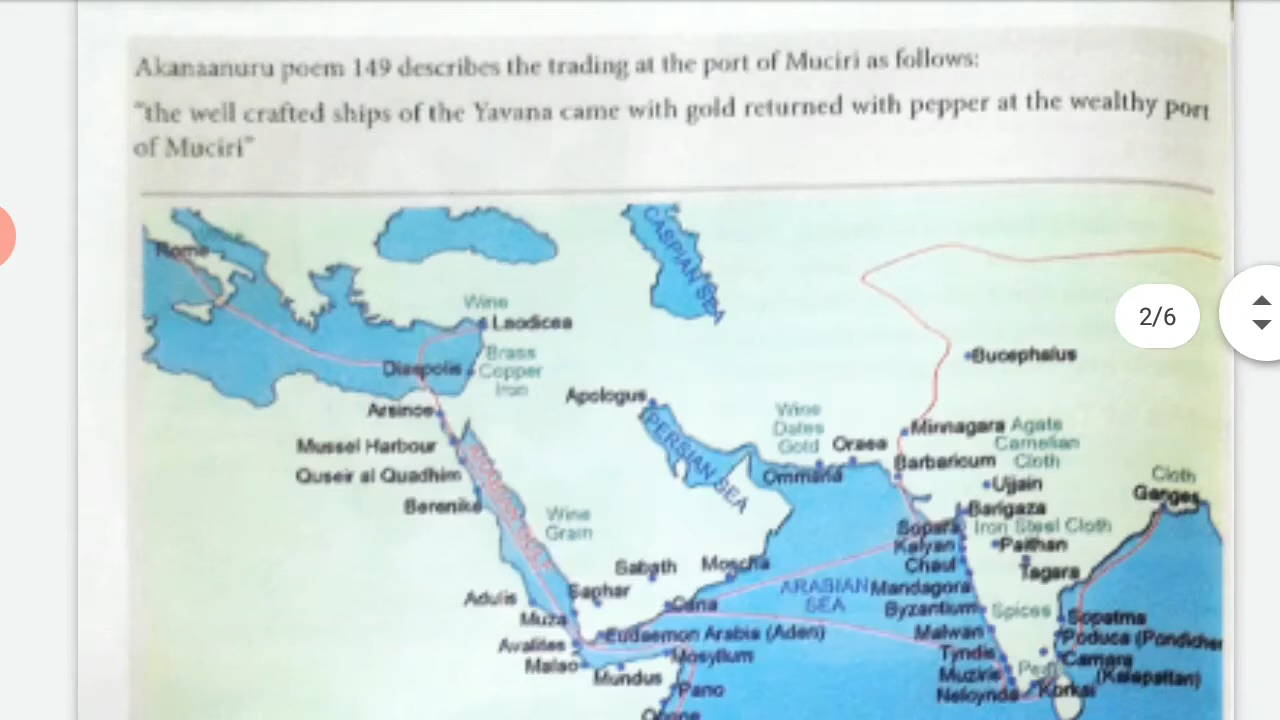 Akanaanuru poem 149 describes the trading at the port of Muciri as follows:
"the well crafted ships of the Yavana came with gold returned with pepper at the wealthy port
of Muciri"
Rome
CASPIAN SEA
Wine
Laodicea
Brass
Diaspolis
Copper
Iron
2/6
Bucephalus
Apologus
Arsinoe
Wine
Dates
Gold
Oraea
Minnagara
Agate
Carnelian
Mussel Harbour
PERSIAN SEA
Barbaricum
Cloth
Quseir al Quadhim
Ommana
Ujjain
Cloth
Ganges
Berenike
Barigaza
Wine
Grain
Sopara
Iron Steel Cloth
Kalyan
Paithan
Sabath
Moscha
Chaul
Tagara
Adulis
Saphar
Cana
ARABIAN
SEA
Mandagora
Byzantium
Spices
Sopatma
Muza
Eudaemon Arabia (Aden)
Malwan
Poduca (Pondicher
Avalites
Mosyllum
Tyndis
Camara
Malao
Mundus
Muziris
(Kaiapattan)
Pano
Nelcynda
Korkai
Opone